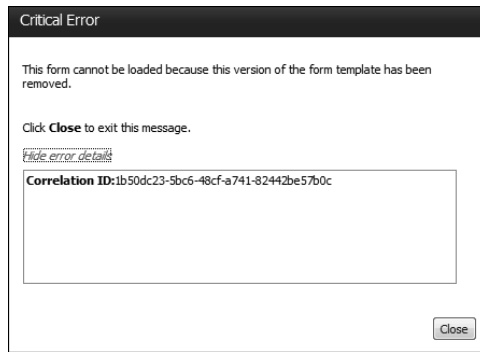 Critical Error
This form cannot be loaded because this version of the form template has been
removed.
Click Close to exit this message.
Hide error details
Correlation ID:1b50dc23-5bc6-48cf-a741-82442be57b0c
Close